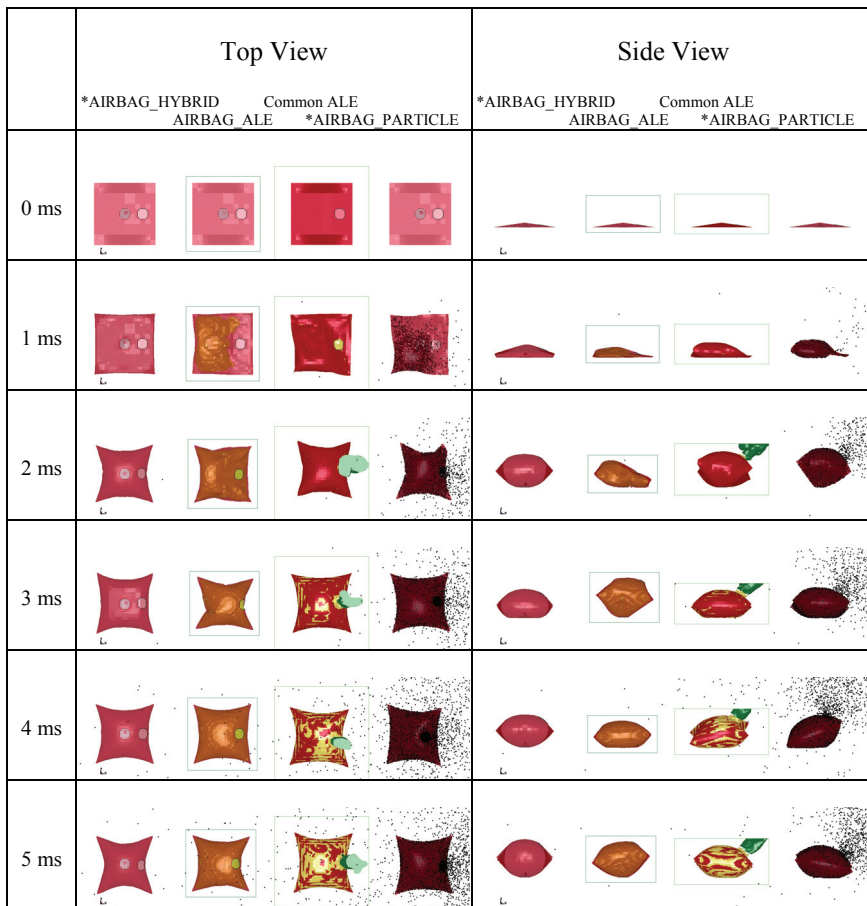 Top View
Side View
*AIRBAG_HYBRID Common ALE
AIRBAG_ALE *AIRBAG_PARTICLE
*AIRBAG_HYBRID Common ALE
AIRBAG_ALE *AIRBAG_PARTICLE
0 ms
1 ms
2 ms
3 ms
4 ms
5 ms